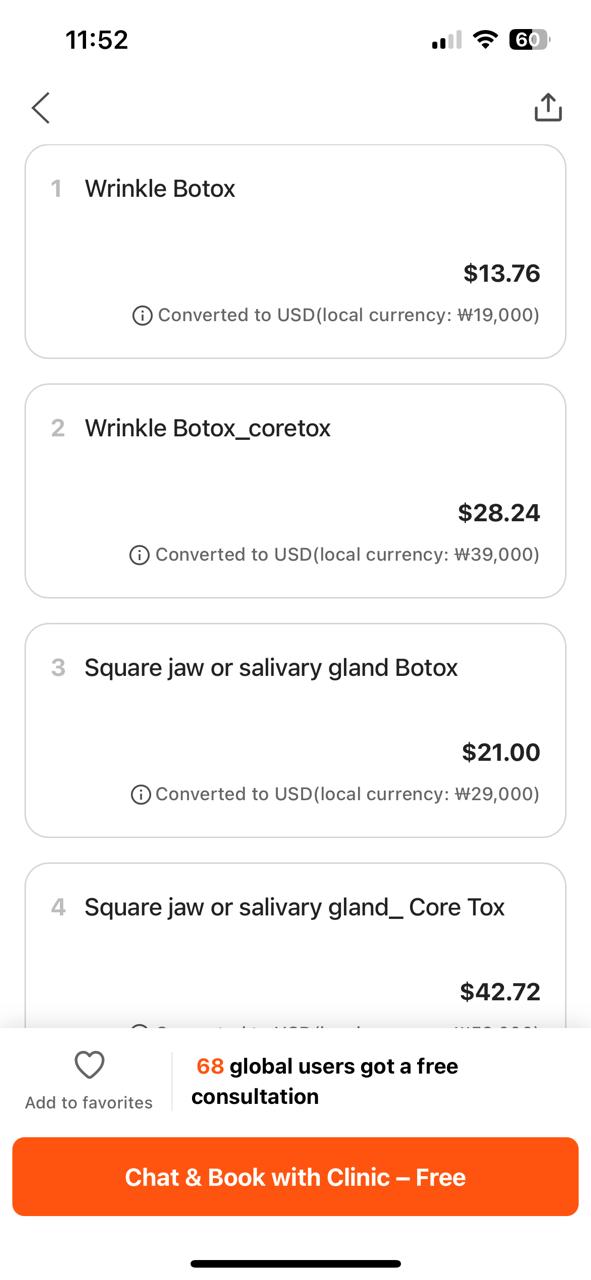 11:52
60
1 Wrinkle Botox
$13.76
Converted to USD(local currency: ₩19,000)
2 Wrinkle Botox_coretox
$28.24
Converted to USD(local currency: ₩39,000)
3 Square jaw or salivary gland Botox
$21.00
Converted to USD(local currency: ₩29,000)
4 Square jaw or salivary gland_ Core Tox
$42.72
68 global users got a free
consultation
Add to favorites
Chat & Book with Clinic – Free